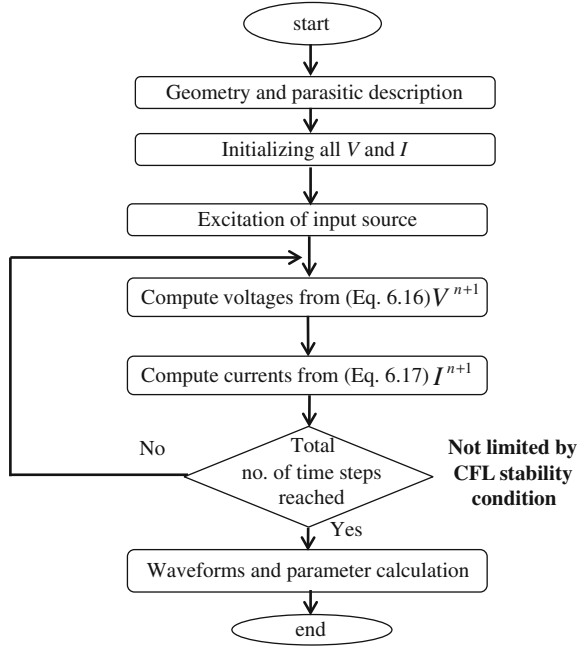 start
Geometry and parasitic description
Initializing all V and I
Excitation of input source
Compute voltages from (Eq. 6.16) V^{n+1}
Compute currents from (Eq. 6.17) I^{n+1}
No
Total
no. of time steps
reached
Not limited by
CFL stability
condition
Yes
Waveforms and parameter calculation
end